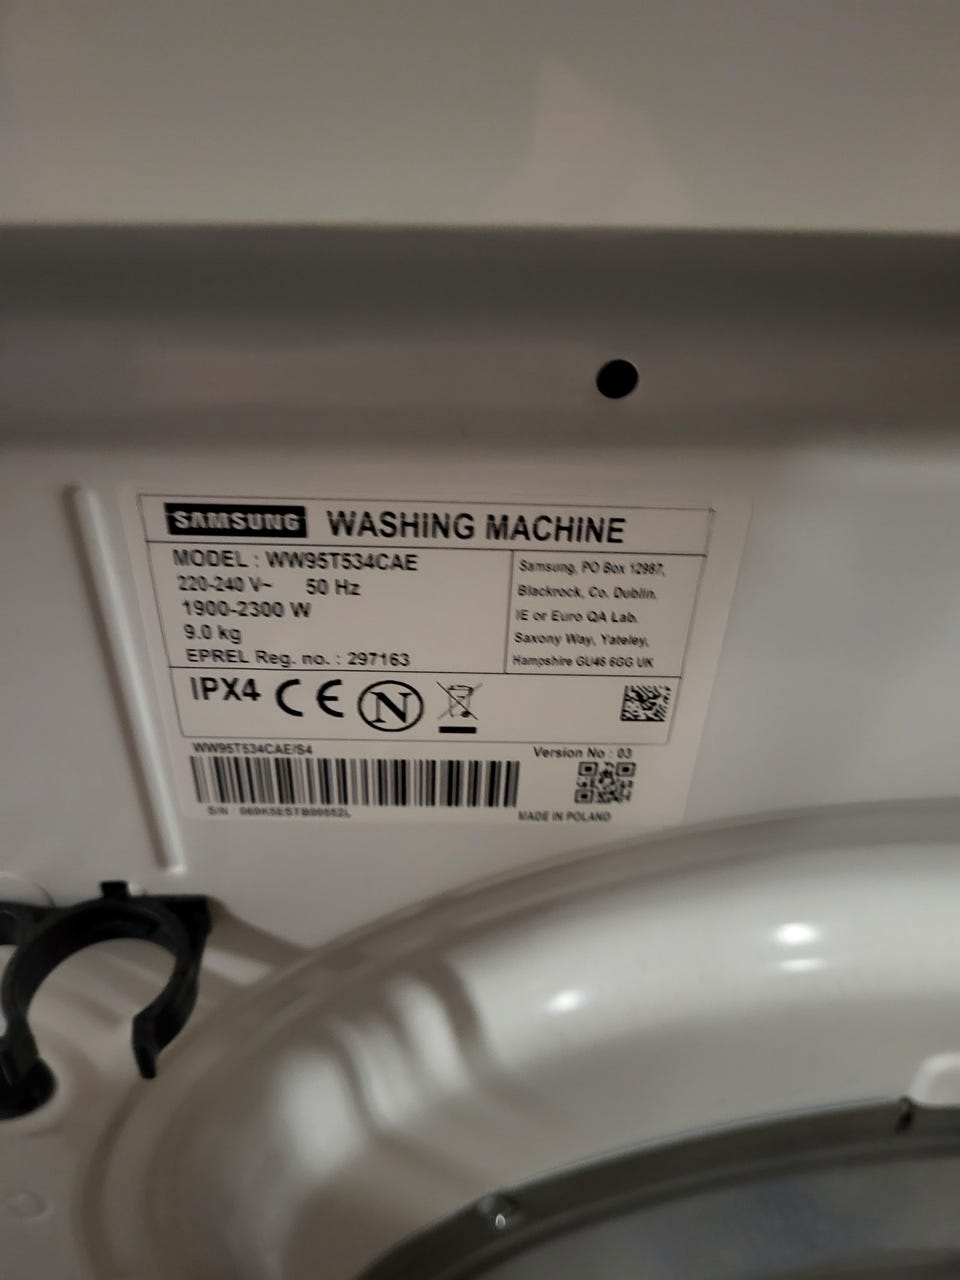 SAMSUNG WASHING MACHINE
MODEL : WW95T534CAE
220-240 V~ 50 Hz
1900-2300 W
9.0 kg
EPREL Reg. no. : 297163
Samsung, PO Box 12987,
Blackrock, Co. Dublin.
IE or Euro QA Lab.
Saxony Way, Yateley,
Hampshire GU46 6GG UK
IPX4 CE N
WW95T534CAE/S4
Version No : 03
S/N :
MADE IN POLAND